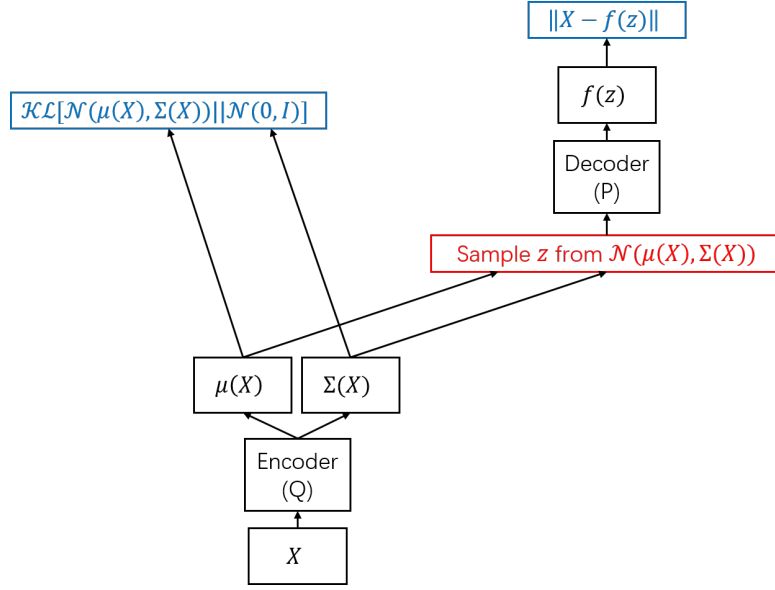 ‖X − f(z)‖
f(z)
𝒦ℒ[𝒩(μ(X), Σ(X))||𝒩(0, I)]
Decoder
(P)
Sample z from 𝒩(μ(X), Σ(X))
μ(X)
Σ(X)
Encoder
(Q)
X